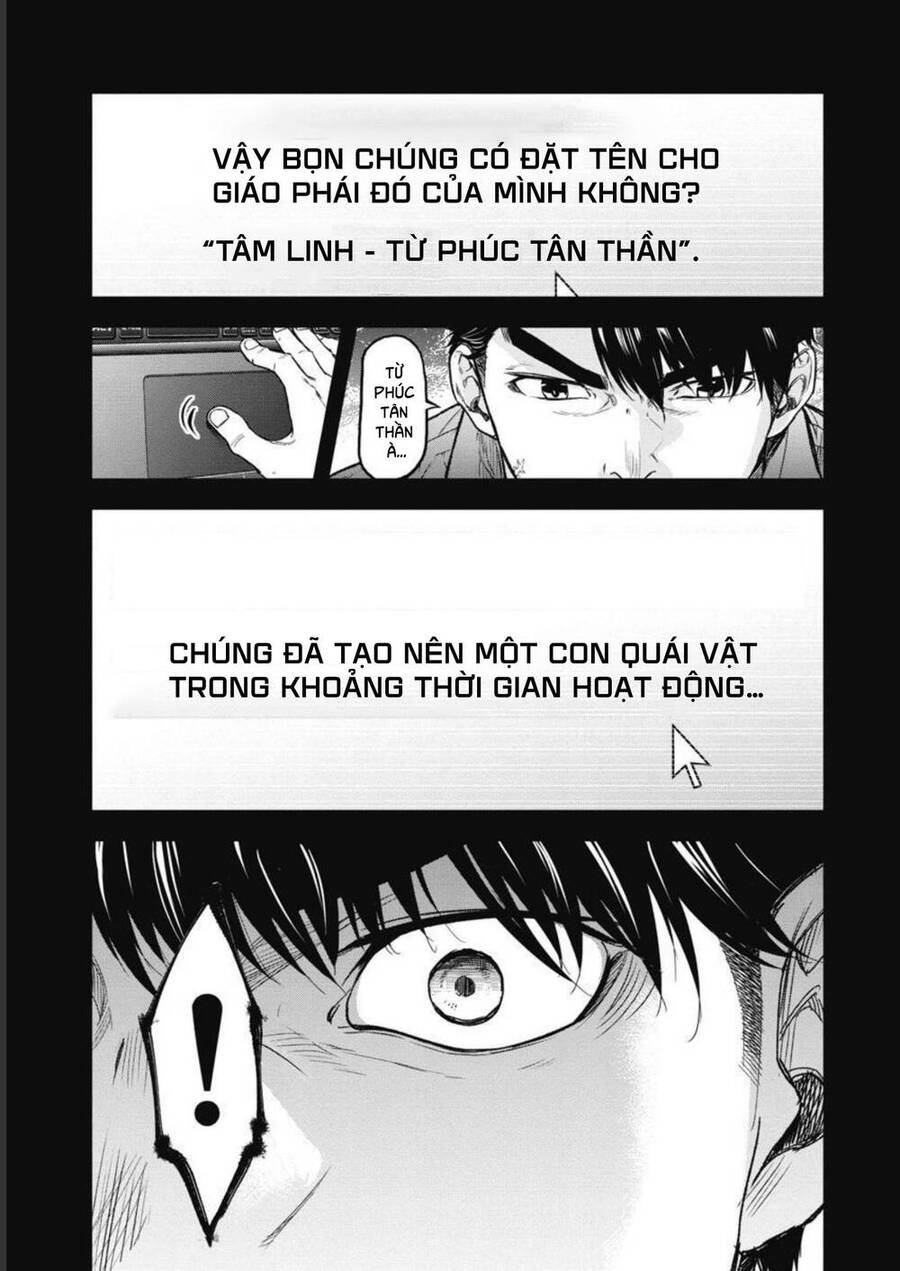 VẬY BỌN CHÚNG CÓ ĐẶT TÊN CHO
GIÁO PHÁI ĐÓ CỦA MÌNH KHÔNG?
“TÂM LINH - TỪ PHÚC TÂN THẦN”.
TỪ
PHÚC
TÂN
THẦN
À...
CHÚNG ĐÃ TẠO NÊN MỘT CON QUÁI VẬT
TRONG KHOẢNG THỜI GIAN HOẠT ĐỘNG...
!